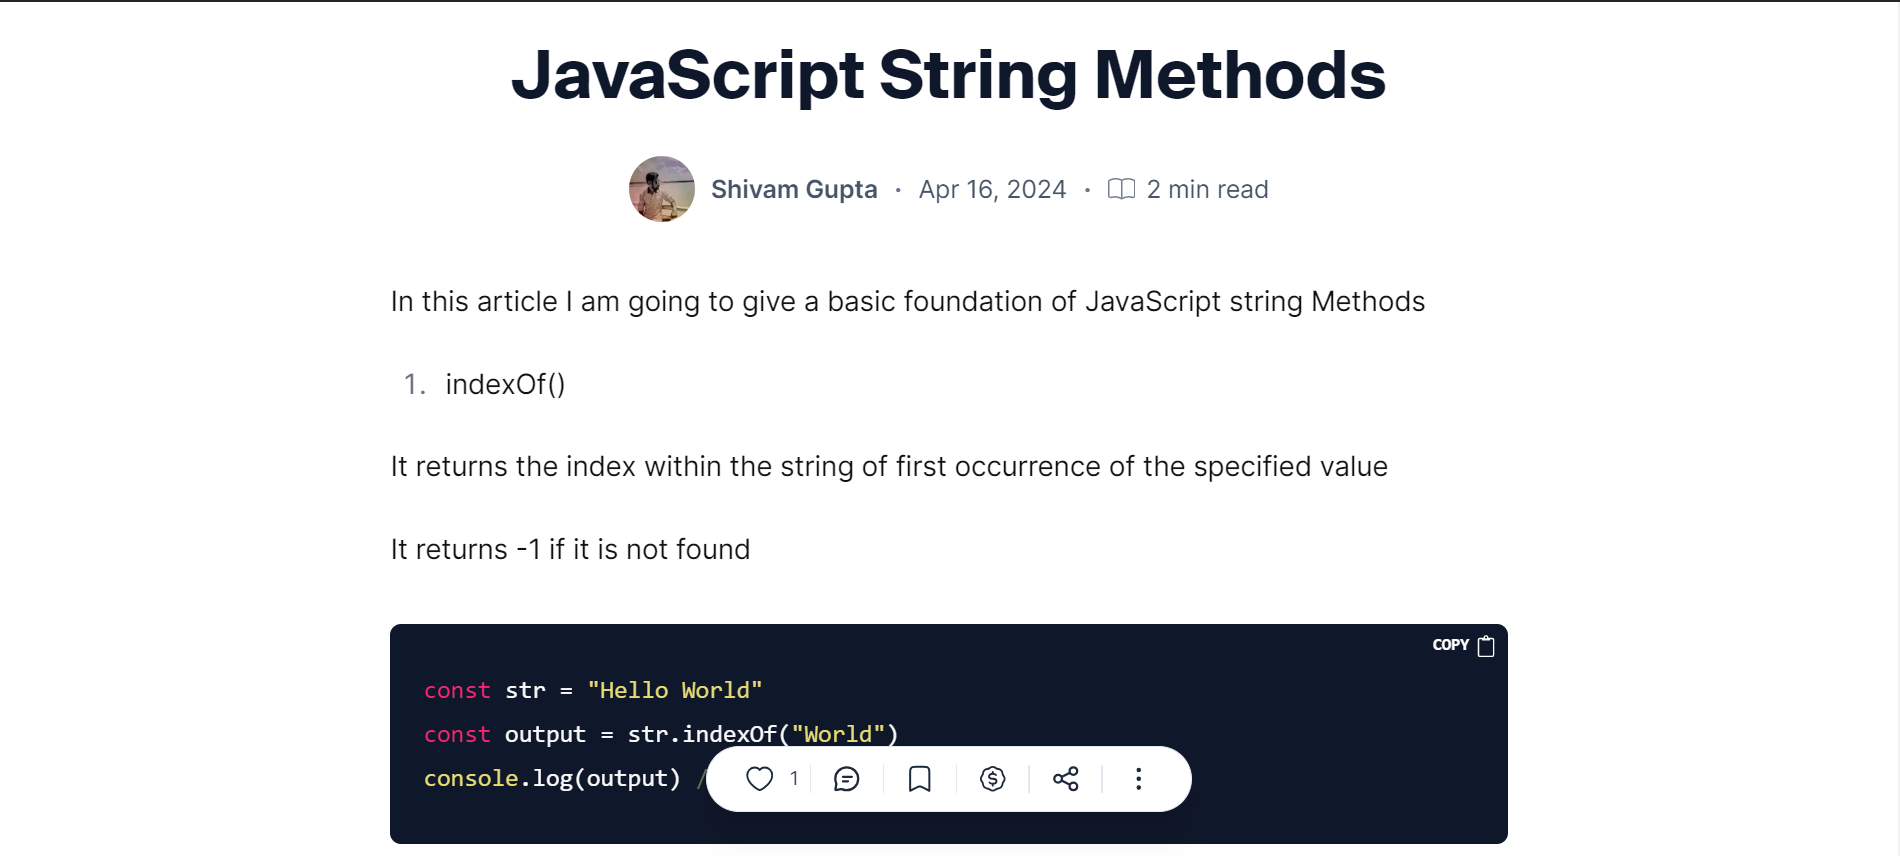 JavaScript String Methods
Shivam Gupta · Apr 16, 2024 · 2 min read
In this article I am going to give a basic foundation of JavaScript string Methods
1. indexOf()
It returns the index within the string of first occurrence of the specified value
It returns -1 if it is not found
COPY
const str = "Hello World"
const output = str.indexOf("World")
console.log(output) /
1